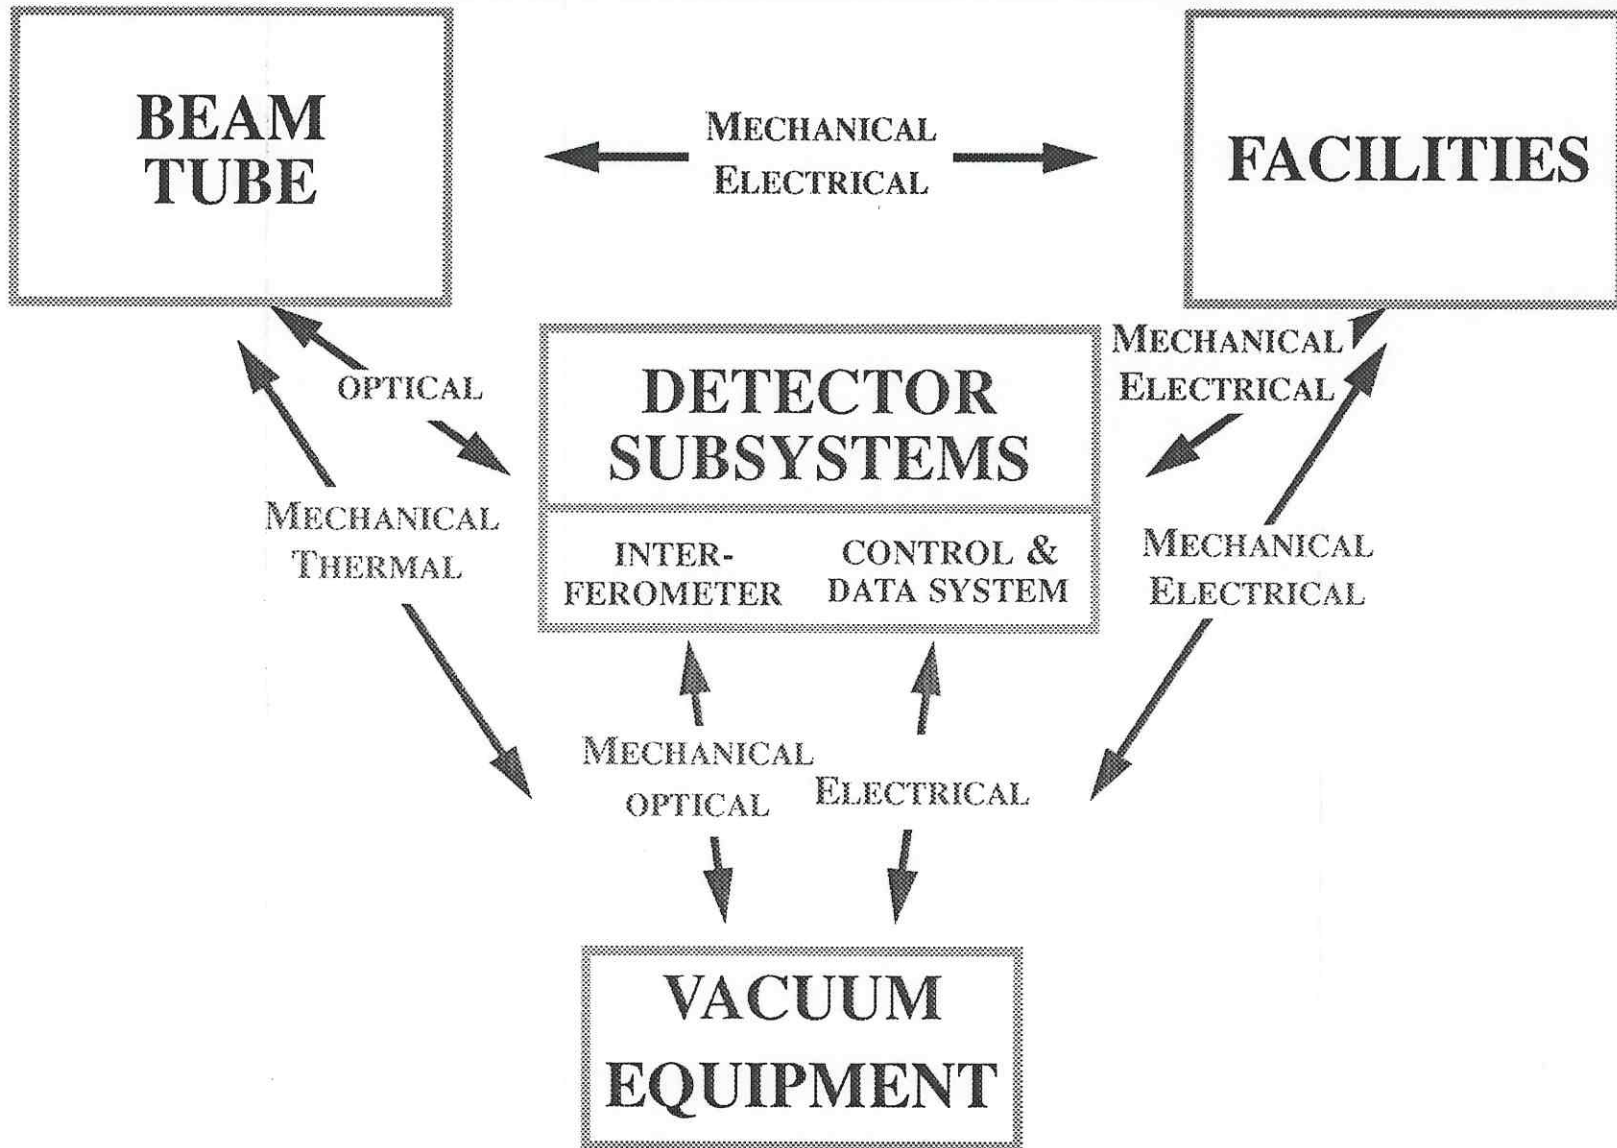 BEAM
TUBE
MECHANICAL
ELECTRICAL
FACILITIES
OPTICAL
DETECTOR
SUBSYSTEMS
MECHANICAL
ELECTRICAL
MECHANICAL
THERMAL
INTER-
FEROMETER
CONTROL &
DATA SYSTEM
MECHANICAL
ELECTRICAL
MECHANICAL
OPTICAL
ELECTRICAL
VACUUM
EQUIPMENT